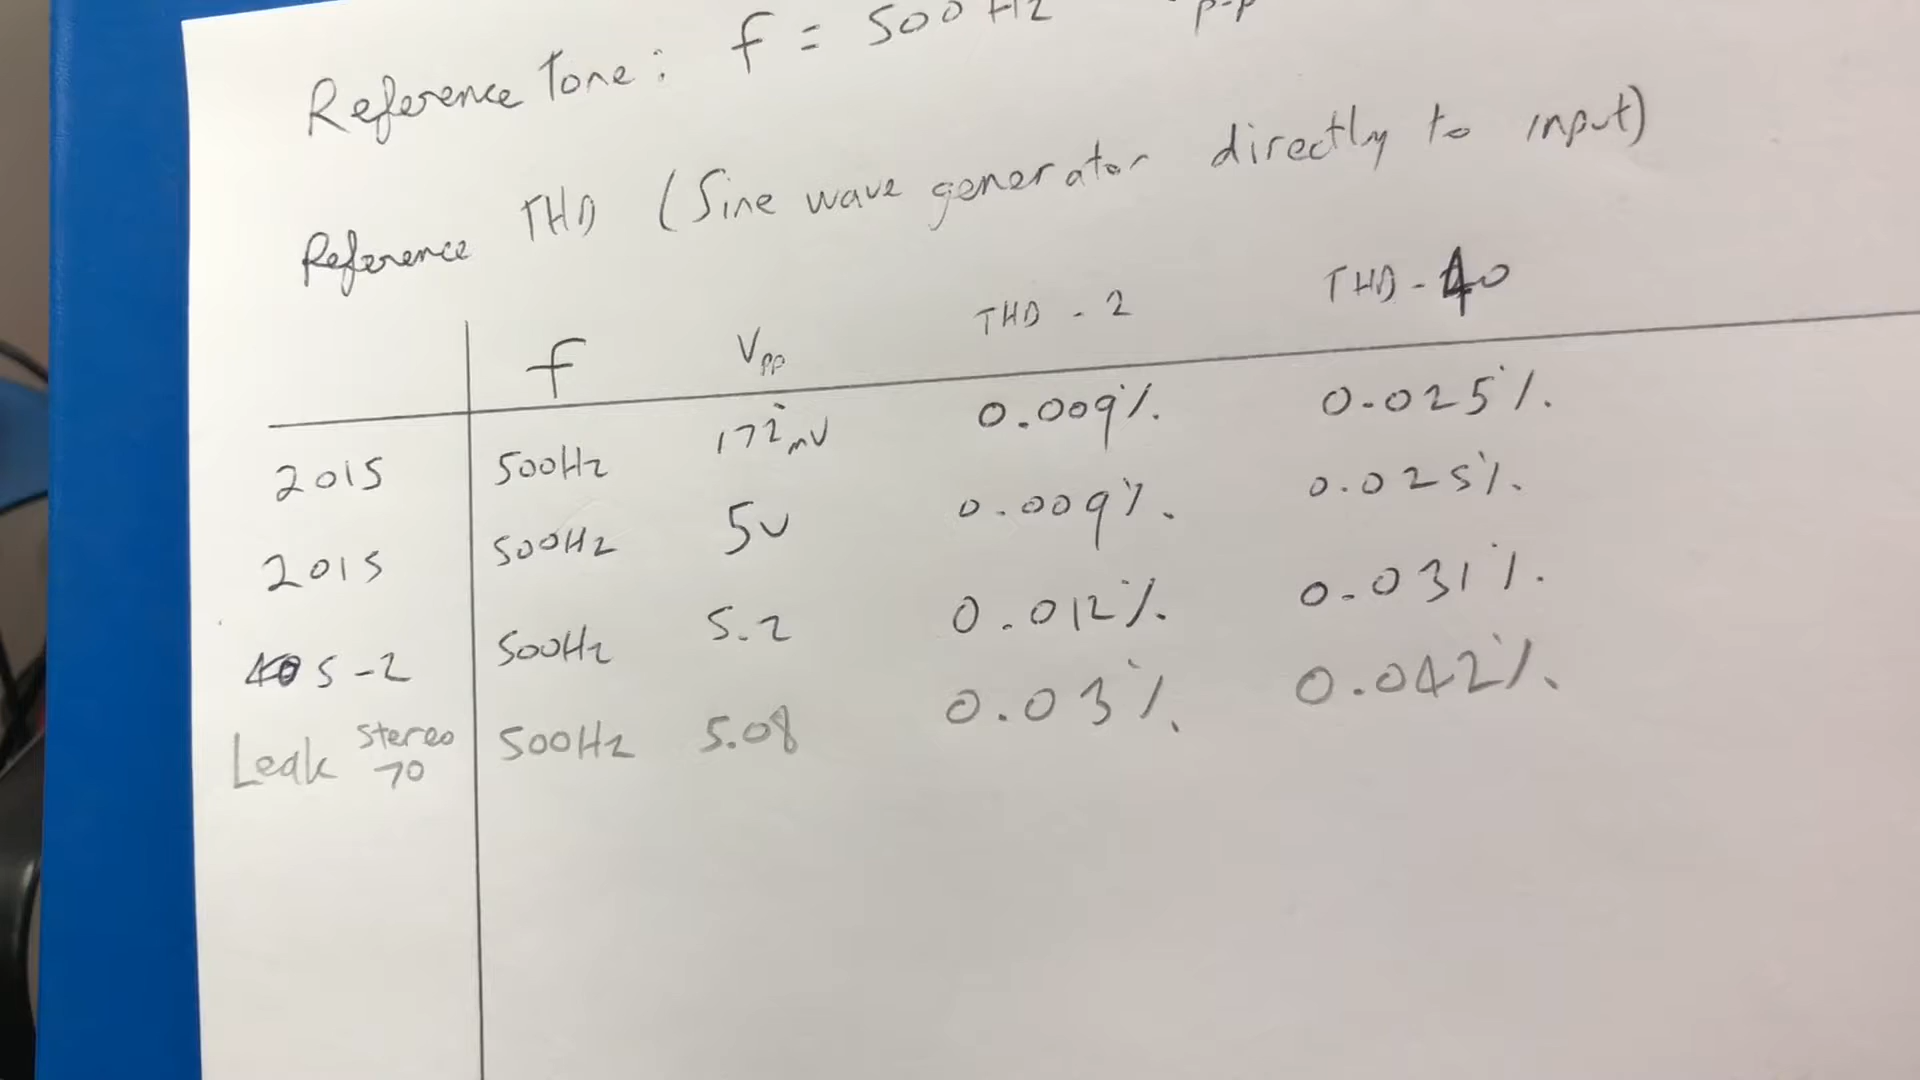 Reference Tone: f = 500 Hz p-p
Reference THD (Sine wave generator directly to input)
f Vpp THD - 2 THD - 40
2015 500Hz 172mV 0.009% 0.025%
2015 500Hz 5V 0.009% 0.025%
405-2 500Hz 5.2 0.012% 0.031%
Leak Stereo 70 500Hz 5.08 0.03% 0.042%